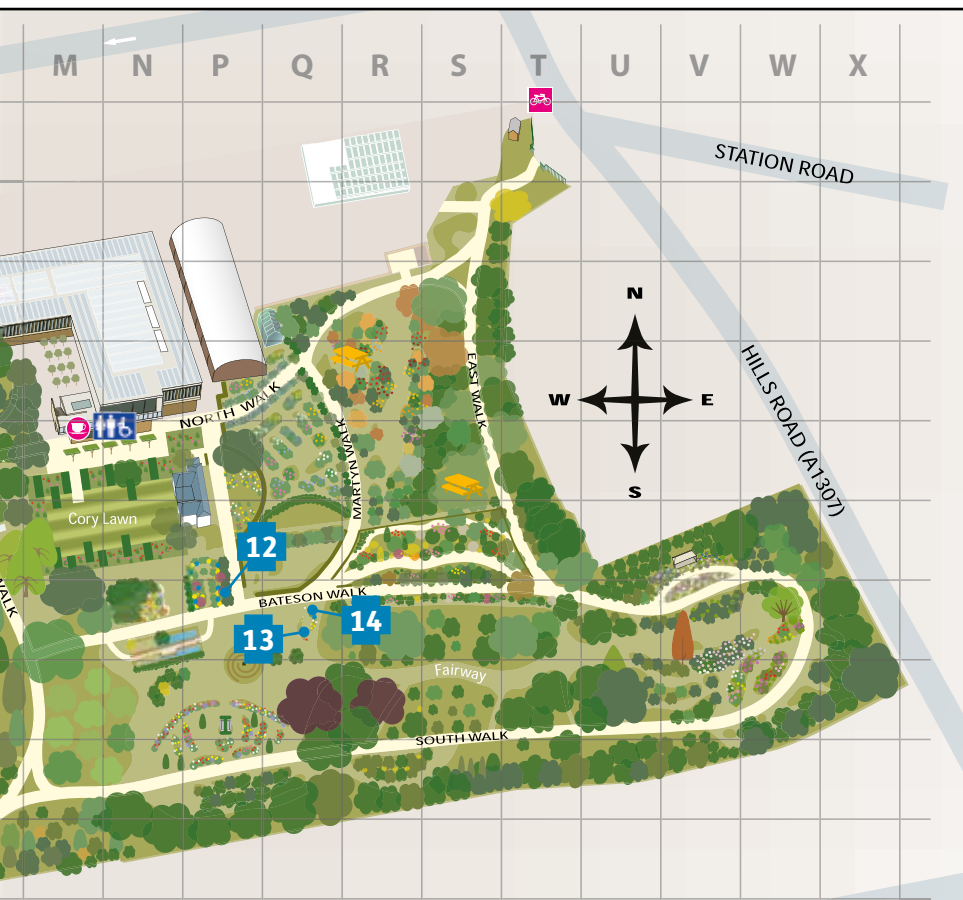 M N P Q R S T U V W X
STATION ROAD
N
W E
S
HILLS ROAD (A1307)
EAST WALK
NORTH WALK
MARTYN WALK
Cory Lawn
12
BATESON WALK
13
14
WALK
Fairway
SOUTH WALK